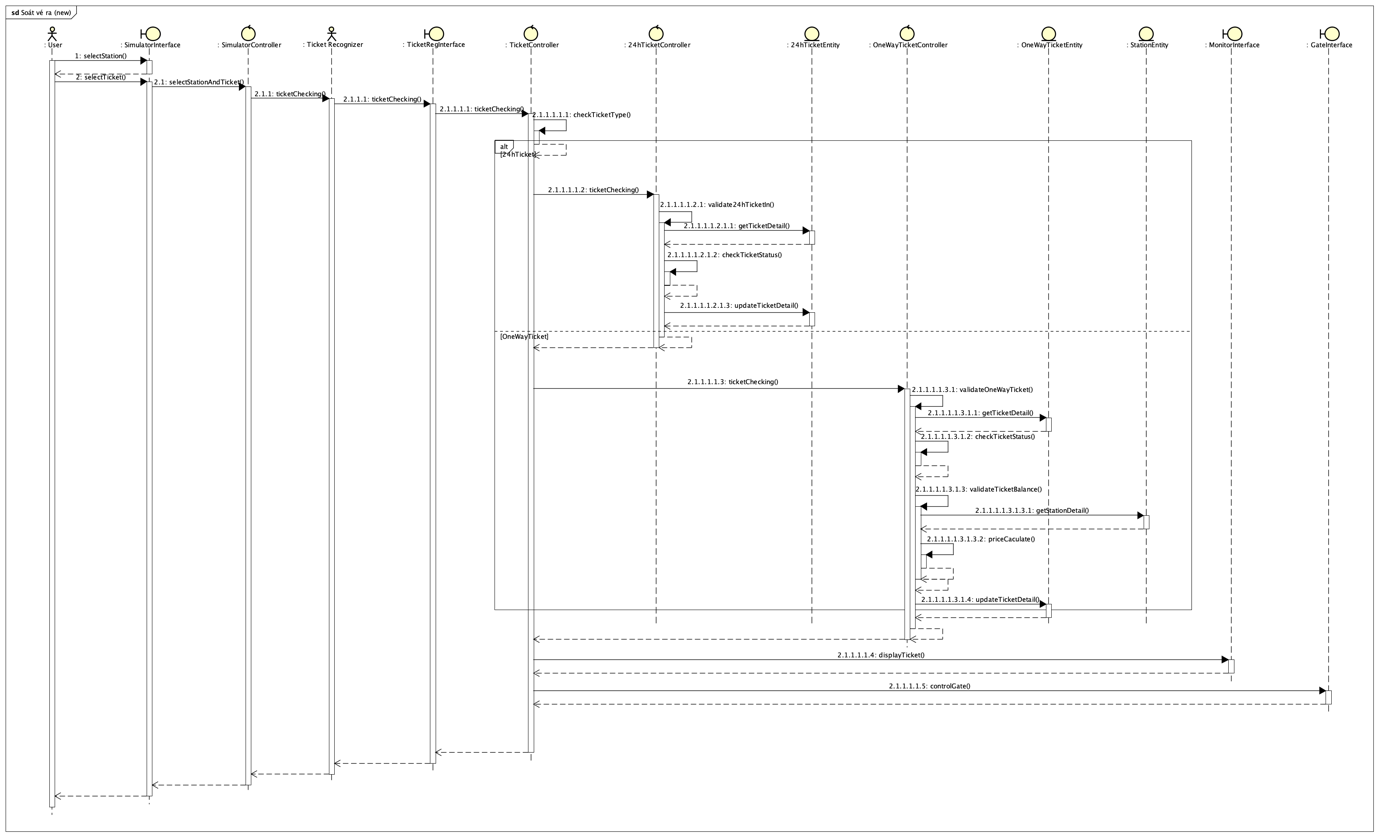 sd Soát vé ra (new)
: User
: SimulatorInterface
: SimulatorController
: Ticket Recognizer
: TicketRegInterface
: TicketController
: 24hTicketController
: 24hTicketEntity
: OneWayTicketController
: OneWayTicketEntity
: StationEntity
: MonitorInterface
: GateInterface
1: selectStation()
2: selectTicket()
2.1: selectStationAndTicket()
2.1.1: ticketChecking()
2.1.1.1: ticketChecking()
2.1.1.1.1: ticketChecking()
2.1.1.1.1.1: checkTicketType()
alt
[24hTicket]
2.1.1.1.1.2: ticketChecking()
2.1.1.1.1.2.1: validate24hTicketIn()
2.1.1.1.1.2.1.1: getTicketDetail()
2.1.1.1.1.2.1.2: checkTicketStatus()
2.1.1.1.1.2.1.3: updateTicketDetail()
[OneWayTicket]
2.1.1.1.1.3: ticketChecking()
2.1.1.1.1.3.1: validateOneWayTicket()
2.1.1.1.1.3.1.1: getTicketDetail()
2.1.1.1.1.3.1.2: checkTicketStatus()
2.1.1.1.1.3.1.3: validateTicketBalance()
2.1.1.1.1.3.1.3.1: getStationDetail()
2.1.1.1.1.3.1.3.2: priceCaculate()
2.1.1.1.1.3.1.4: updateTicketDetail()
2.1.1.1.1.4: displayTicket()
2.1.1.1.1.5: controlGate()